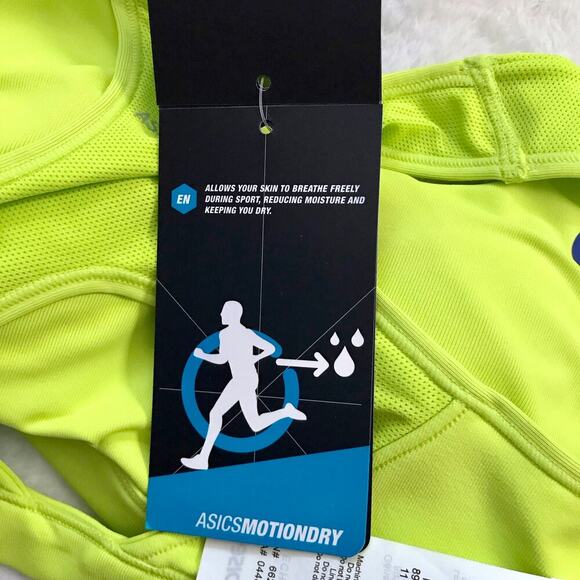 EN
ALLOWS YOUR SKIN TO BREATHE FREELY
DURING SPORT, REDUCING MOISTURE AND
KEEPING YOU DRY.
ASICSMOTIONDRY